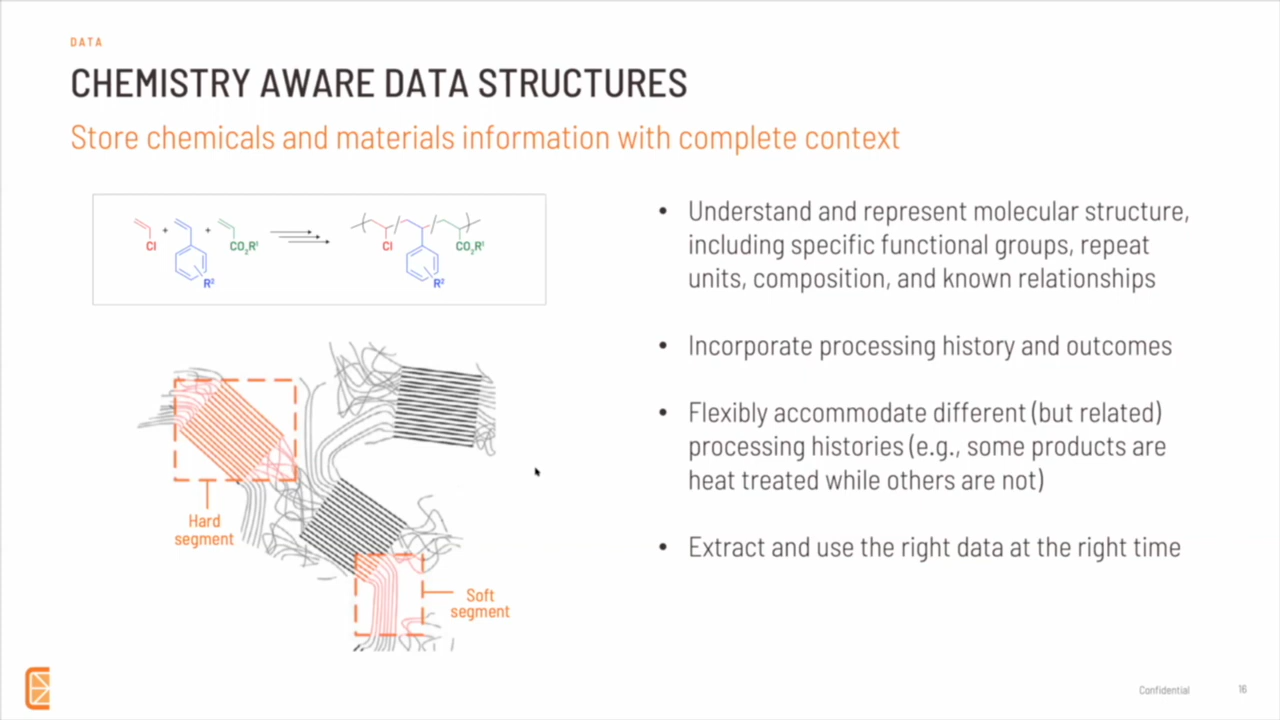 DATA
CHEMISTRY AWARE DATA STRUCTURES
Store chemicals and materials information with complete context
Cl + + CO₂R¹ Cl CO₂R¹
R² R²
• Understand and represent molecular structure,
including specific functional groups, repeat
units, composition, and known relationships
• Incorporate processing history and outcomes
• Flexibly accommodate different (but related)
processing histories (e.g., some products are
heat treated while others are not)
• Extract and use the right data at the right time
Hard
segment
Soft
segment
Confidential 16